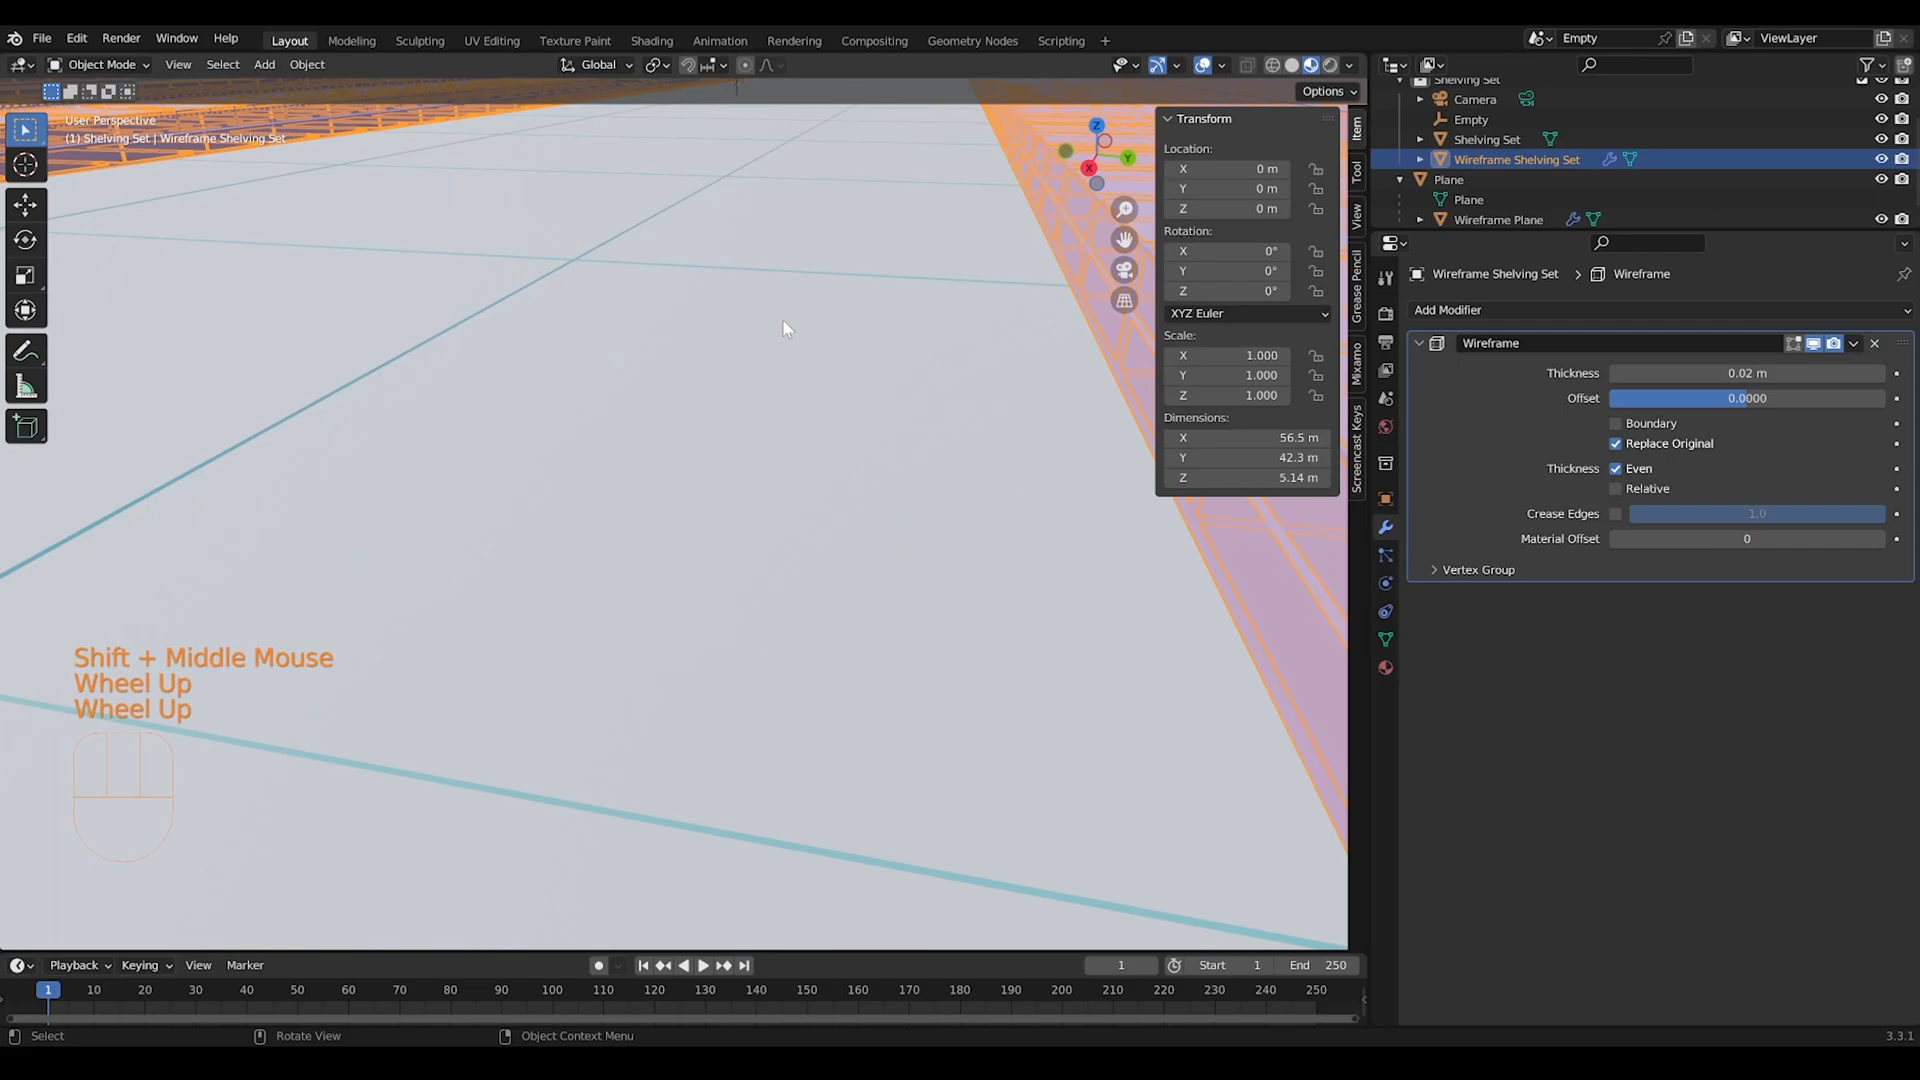 File Edit Render Window Help
Layout Modeling Sculpting UV Editing Texture Paint Shading Animation Rendering Compositing Geometry Nodes Scripting +
Empty
ViewLayer
Object Mode View Select Add Object
Global
Options
User Perspective
(1) Shelving Set | Wireframe Shelving Set
Transform
Location:
X 0 m
Y 0 m
Z 0 m
Rotation:
X 0°
Y 0°
Z 0°
XYZ Euler
Scale:
X 1.000
Y 1.000
Z 1.000
Dimensions:
X 56.5 m
Y 42.3 m
Z 5.14 m
Z
Y
X
Item
Tool
View
Grease Pencil
Mixamo
Screencast Keys
Shelving Set
Camera
Empty
Shelving Set
Wireframe Shelving Set
Plane
Plane
Wireframe Plane
Wireframe Shelving Set > Wireframe
Add Modifier
Wireframe
Thickness 0.02 m
Offset 0.0000
Boundary
Replace Original
Thickness Even
Relative
Crease Edges 1.0
Material Offset 0
Vertex Group
Shift + Middle Mouse
Wheel Up
Wheel Up
Playback Keying View Marker
1
Start 1
End 250
1 10 20 30 40 50 60 70 80 90 100 110 120 130 140 150 160 170 180 190 200 210 220 230 240 250
Select
Rotate View
Object Context Menu
3.3.1